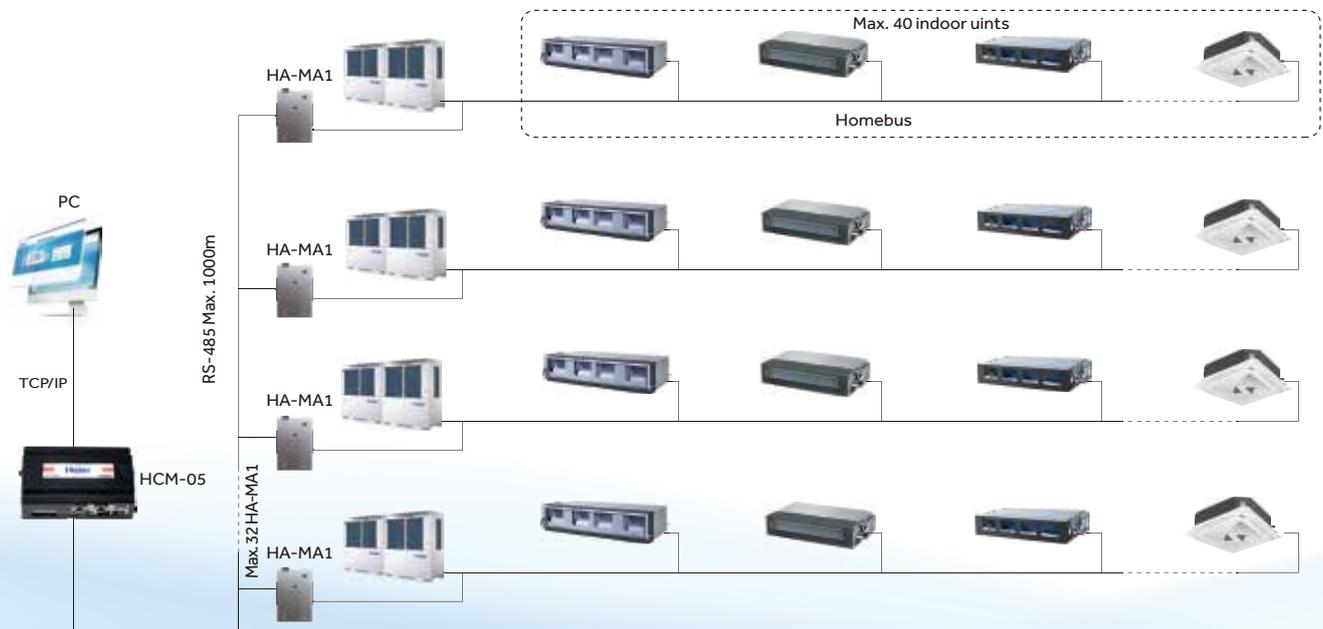 Max. 40 indoor uints
HA-MA1
Homebus
PC
HA-MA1
RS-485 Max. 1000m
TCP/IP
HA-MA1
Haier
HCM-05
Max. 32 HA-MA1
HA-MA1